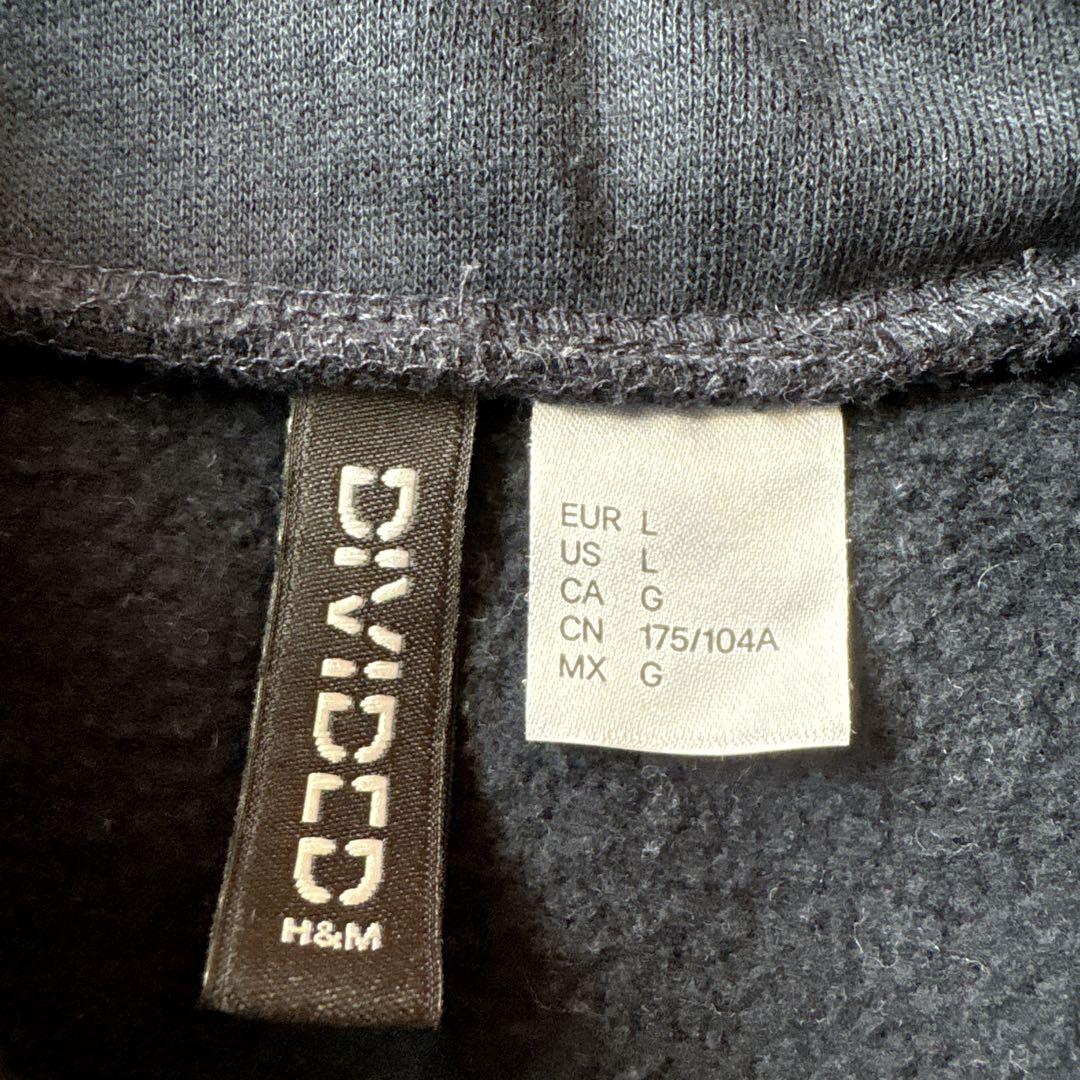 DIVIDED
H&M
EUR L
US L
CA G
CN 175/104A
MX G